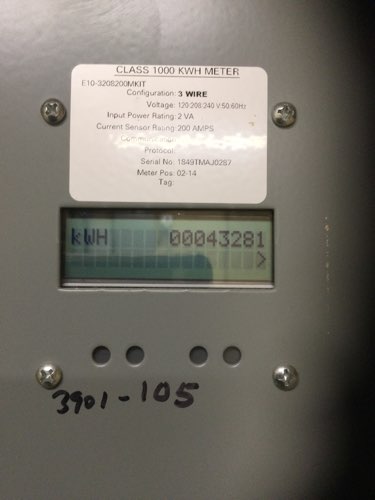 CLASS 1000 KWH METER
E10-3208200MKIT
Configuration: 3 WIRE
Voltage: 120:208:240 V:50:60Hz
Input Power Rating: 2 VA
Current Sensor Rating: 200 AMPS
Protocol:
Serial No: 1849TMAJ0287
Meter Pos: 02-14
Tag:
kWH 00043281
>
3901-105